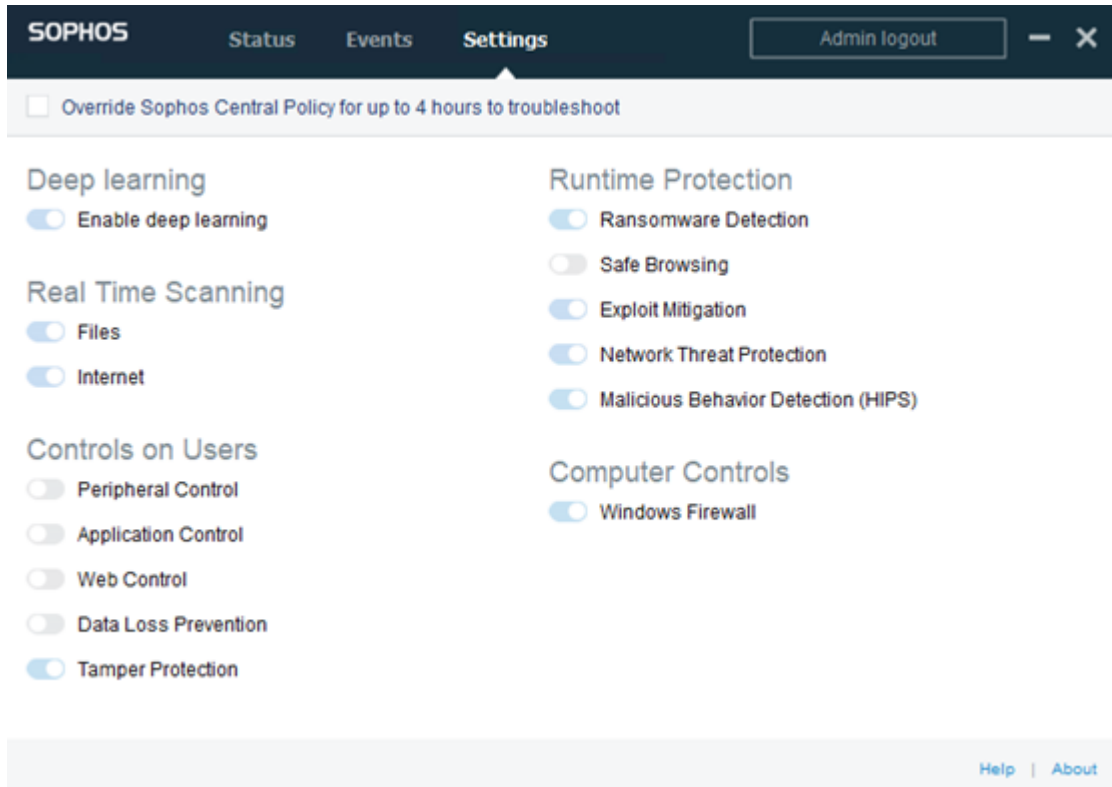 SOPHOS Status Events Settings Admin logout
Override Sophos Central Policy for up to 4 hours to troubleshoot
Deep learning
Enable deep learning
Real Time Scanning
Files
Internet
Controls on Users
Peripheral Control
Application Control
Web Control
Data Loss Prevention
Tamper Protection
Runtime Protection
Ransomware Detection
Safe Browsing
Exploit Mitigation
Network Threat Protection
Malicious Behavior Detection (HIPS)
Computer Controls
Windows Firewall
Help | About